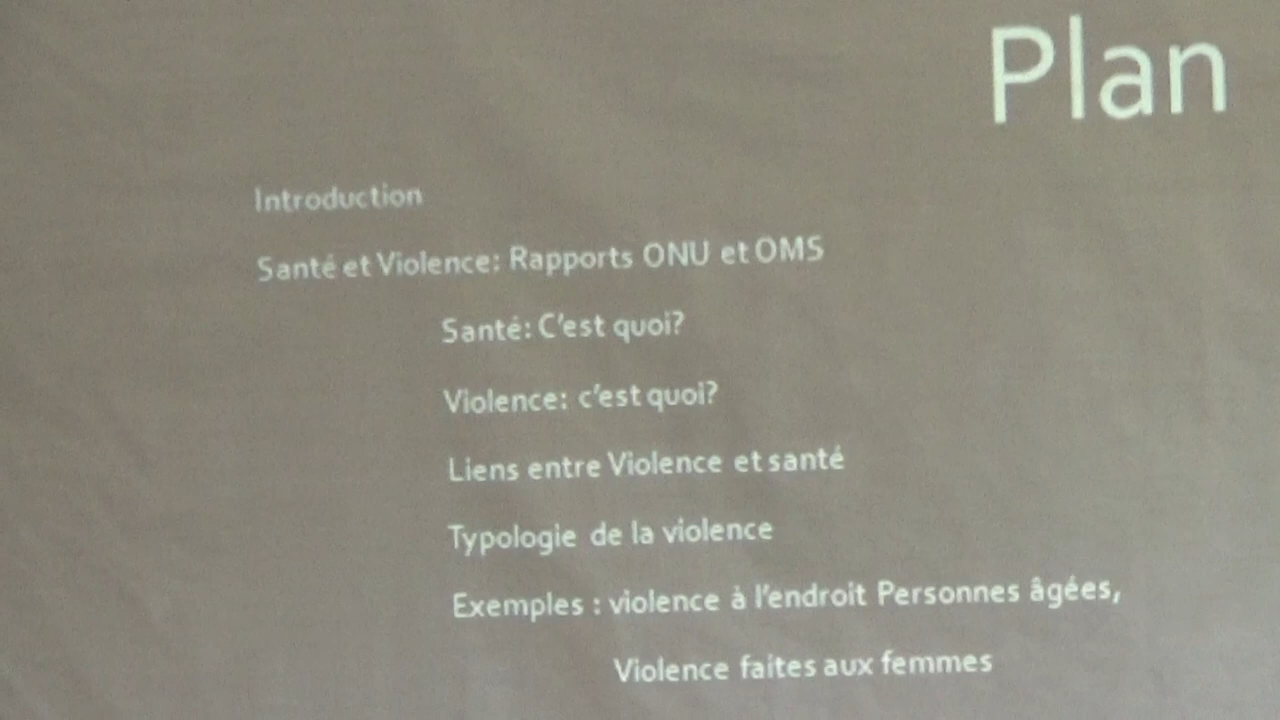 Plan
Introduction
Santé et Violence: Rapports ONU et OMS
Santé: C'est quoi?
Violence: c'est quoi?
Liens entre Violence et santé
Typologie de la violence
Exemples : violence à l'endroit Personnes âgées,
Violence faites aux femmes